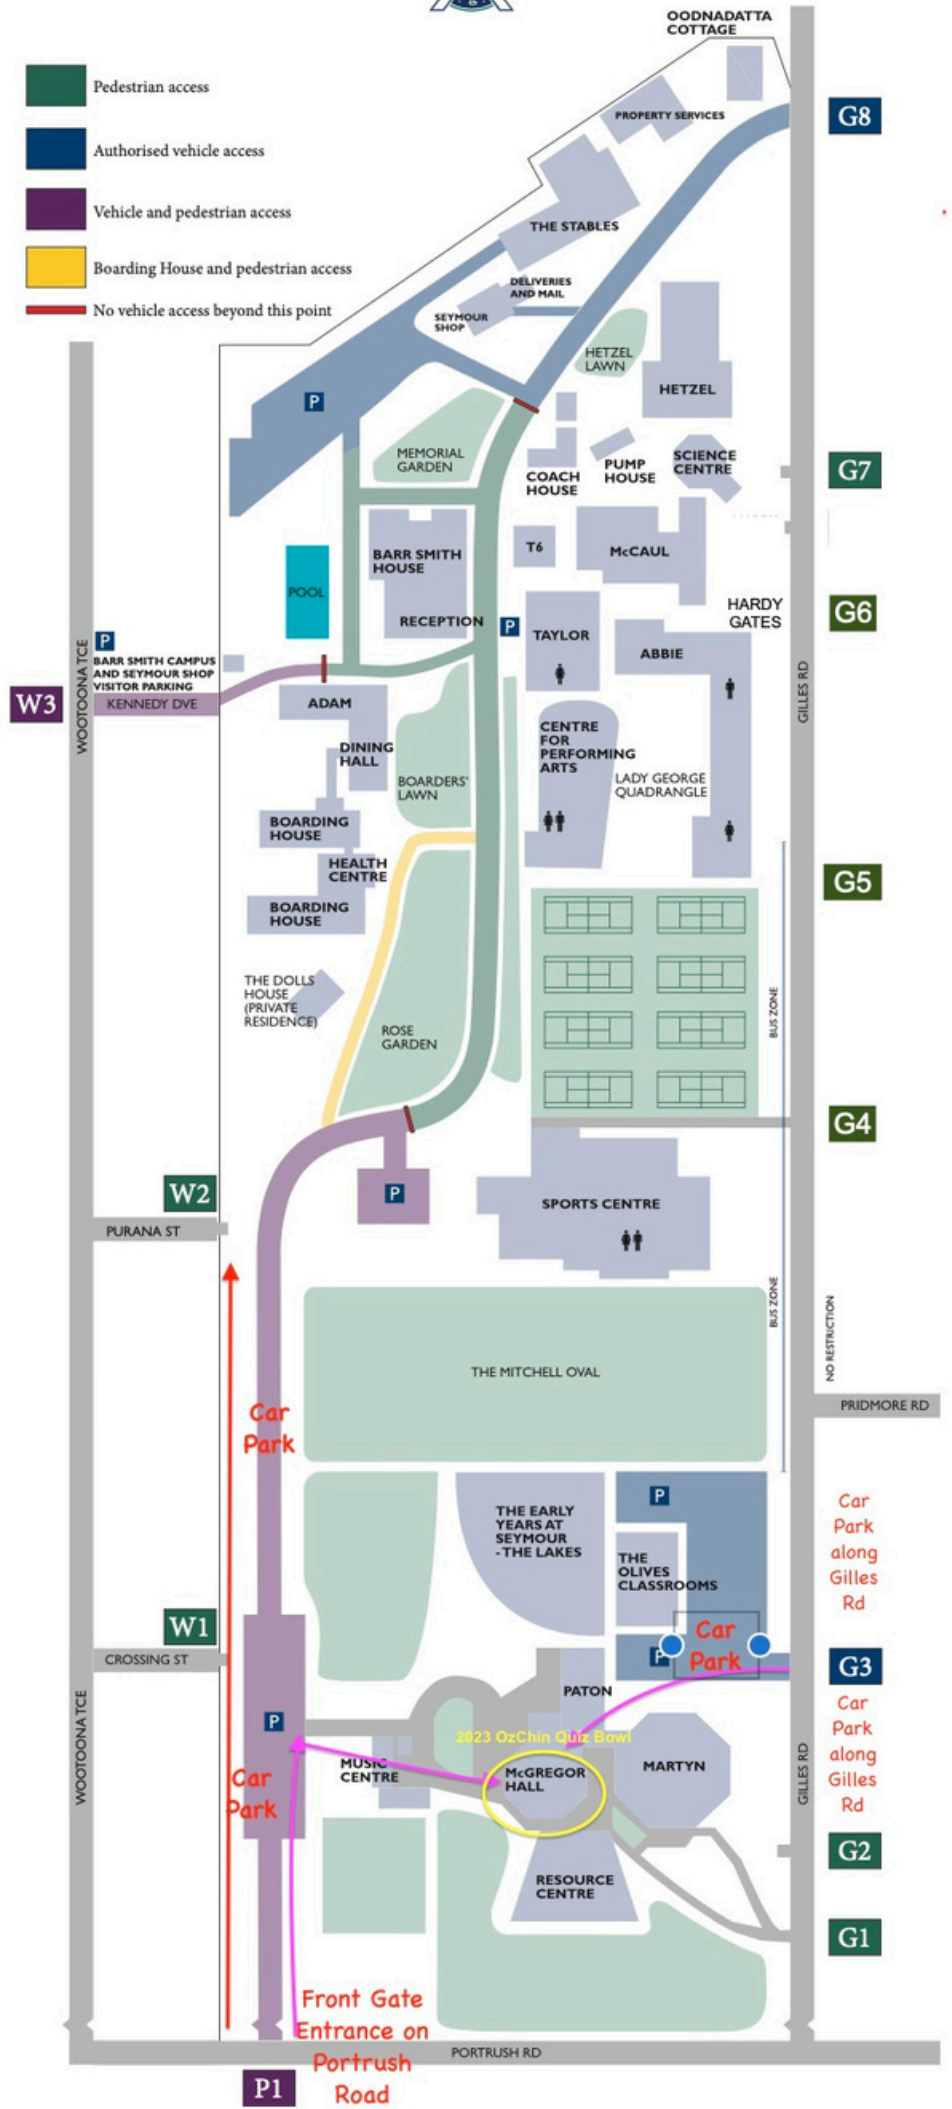 OODNADATTA
COTTAGE
Pedestrian access
Authorised vehicle access
Vehicle and pedestrian access
Boarding House and pedestrian access
No vehicle access beyond this point
PROPERTY SERVICES
G8
THE STABLES
DELIVERIES
AND MAIL
SEYMOUR
SHOP
HETZEL
LAWN
HETZEL
P
MEMORIAL
GARDEN
COACH
HOUSE
PUMP
HOUSE
SCIENCE
CENTRE
G7
BARR SMITH
HOUSE
T6
McCAUL
POOL
RECEPTION
P
TAYLOR
ABBIE
HARDY
GATES
G6
GILLES RD
WOOTOONA TCE
P
BARR SMITH CAMPUS
AND SEYMOUR SHOP
VISITOR PARKING
W3
KENNEDY DVE
ADAM
DINING
HALL
BOARDERS'
LAWN
CENTRE
FOR
PERFORMING
ARTS
LADY GEORGE
QUADRANGLE
BOARDING
HOUSE
HEALTH
CENTRE
BOARDING
HOUSE
G5
THE DOLLS
HOUSE
(PRIVATE
RESIDENCE)
ROSE
GARDEN
BUS ZONE
G4
W2
P
SPORTS CENTRE
PURANA ST
BUS ZONE
NO RESTRICTION
THE MITCHELL OVAL
PRIDMORE RD
Car
Park
THE EARLY
YEARS AT
SEYMOUR
- THE LAKES
P
THE
OLIVES
CLASSROOMS
Car
Park
along
Gilles
Rd
W1
CROSSING ST
P
Car
Park
G3
PATON
Car
Park
along
Gilles
Rd
WOOTOONA TCE
P
2023 OzChin Quiz Bowl
MUSIC
CENTRE
McGREGOR
HALL
MARTYN
GILLES RD
Car
Park
G2
RESOURCE
CENTRE
G1
Front Gate
Entrance on
Portrush
Road
PORTRUSH RD
P1